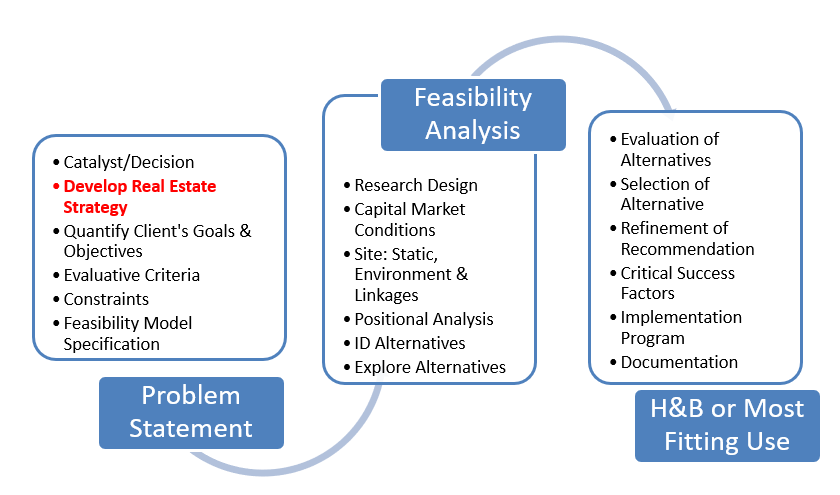 • Catalyst/Decision
• Develop Real Estate
Strategy
• Quantify Client's Goals &
Objectives
• Evaluative Criteria
• Constraints
• Feasibility Model
Specification
Problem
Statement
Feasibility
Analysis
• Research Design
• Capital Market
Conditions
• Site: Static,
Environment &
Linkages
• Positional Analysis
• ID Alternatives
• Explore Alternatives
• Evaluation of
Alternatives
• Selection of
Alternative
• Refinement of
Recommendation
• Critical Success
Factors
• Implementation
Program
• Documentation
H&B or Most
Fitting Use